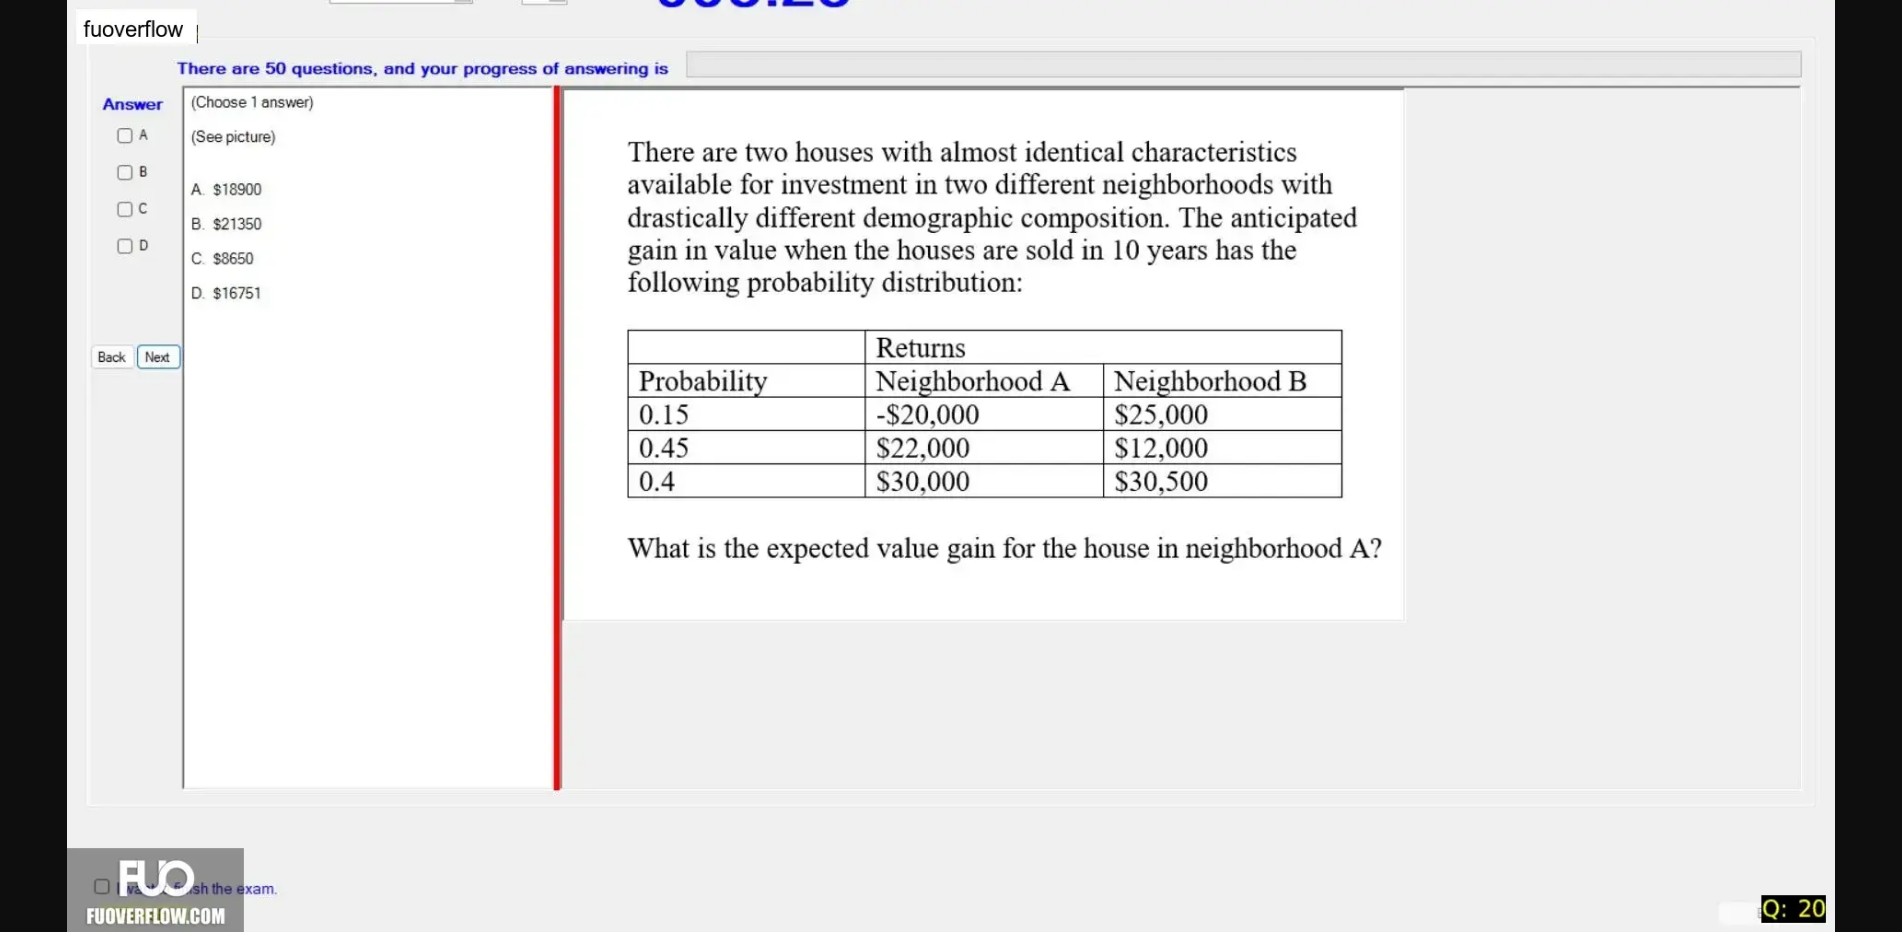 fuoverflow
There are 50 questions, and your progress of answering is
Answer
A
B
C
D
Back
Next
(Choose 1 answer)
(See picture)
A. $18900
B. $21350
C. $8650
D. $16751
There are two houses with almost identical characteristics
available for investment in two different neighborhoods with
drastically different demographic composition. The anticipated
gain in value when the houses are sold in 10 years has the
following probability distribution:
Returns
Probability Neighborhood A Neighborhood B
0.15 -$20,000 $25,000
0.45 $22,000 $12,000
0.4 $30,000 $30,500
What is the expected value gain for the house in neighborhood A?
the exam.
FUO
FUOVERFLOW.COM
Q: 20